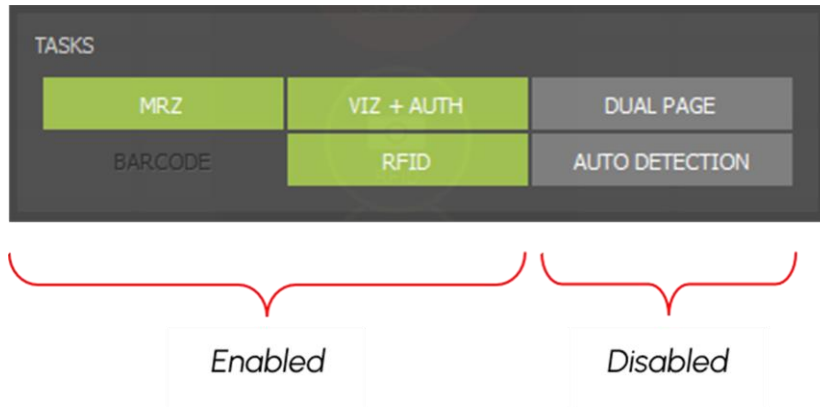 TASKS
MRZ VIZ + AUTH DUAL PAGE
BARCODE RFID AUTO DETECTION
Enabled Disabled